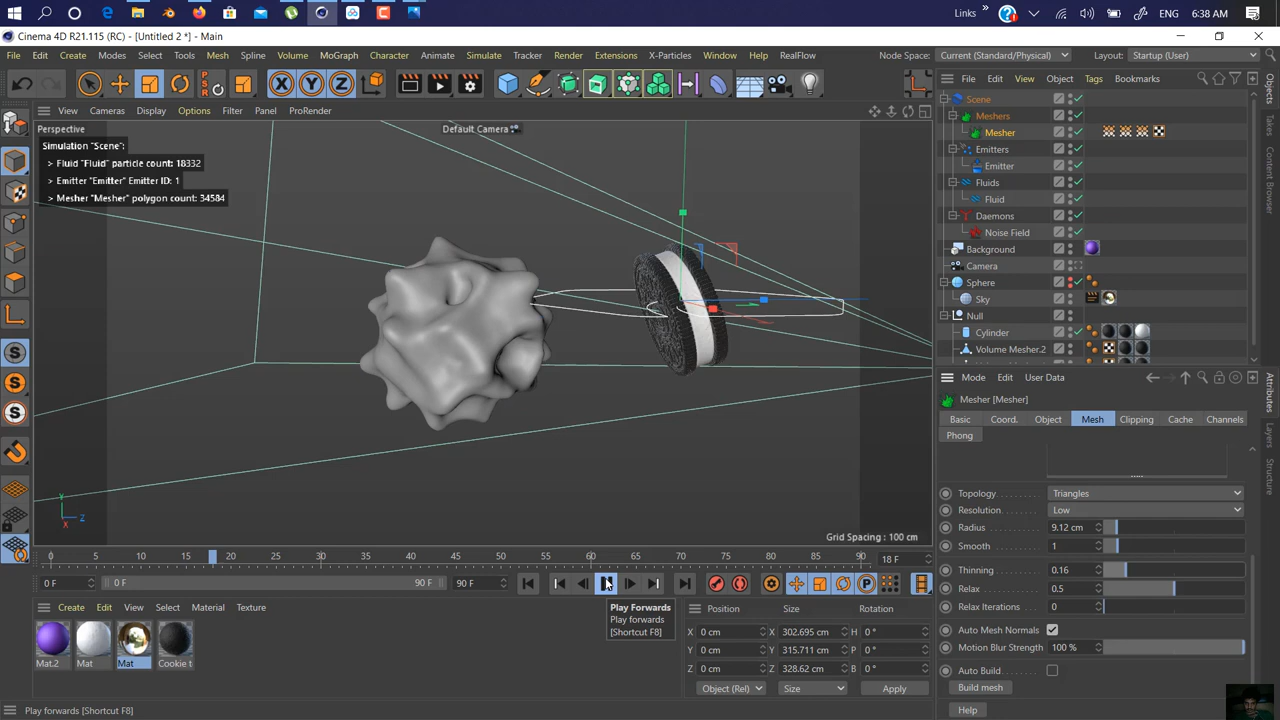 Links
ENG
6:38 AM
Cinema 4D R21.115 (RC) - [Untitled 2 *] - Main
File Edit Create Modes Select Tools Mesh Spline Volume MoGraph Character Animate Simulate Tracker Render Extensions X-Particles Window Help RealFlow
Node Space: Current (Standard/Physical)
Layout: Startup (User)
PSR
X Y Z
File Edit View Object Tags Bookmarks
View Cameras Display Options Filter Panel ProRender
Perspective
Default Camera
Simulation "Scene":
> Fluid "Fluid" particle count: 18332
> Emitter "Emitter" Emitter ID: 1
> Mesher "Mesher" polygon count: 34584
Grid Spacing : 100 cm
Y
Z
X
Scene
Meshers
Mesher
Emitters
Emitter
Fluids
Fluid
Daemons
Noise Field
Background
Camera
Sphere
Sky
Null
Cylinder
Volume Mesher.2
Objects
Takes
Content Browser
Mode Edit User Data
Mesher [Mesher]
Basic Coord. Object Mesh Clipping Cache Channels
Phong
Topology Triangles
Resolution Low
Radius 9.12 cm
Smooth 1
Thinning 0.16
Relax 0.5
Relax Iterations 0
Auto Mesh Normals
Motion Blur Strength 100 %
Auto Build
Build mesh
Help
Attributes
Layers
Structure
0 5 10 15 20 25 30 35 40 45 50 55 60 65 70 75 80 85 90
18 F
0 F
0 F
90 F
90 F
Play Forwards
Play forwards
[Shortcut F8]
Create Edit View Select Material Texture
Mat.2
Mat
Mat
Cookie t
Position Size Rotation
X 0 cm X 302.695 cm H 0 °
Y 0 cm Y 315.711 cm P 0 °
Z 0 cm Z 328.62 cm B 0 °
Object (Rel) Size Apply
Play forwards [Shortcut F8]